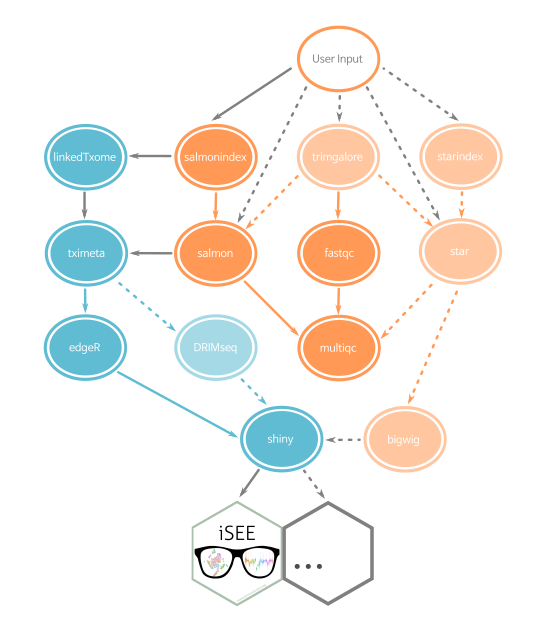 User Input
linkedTxome
salmonindex
trimgalore
starindex
tximeta
salmon
fastqc
star
edgeR
DRIMseq
multiqc
shiny
bigwig
iSEE
...